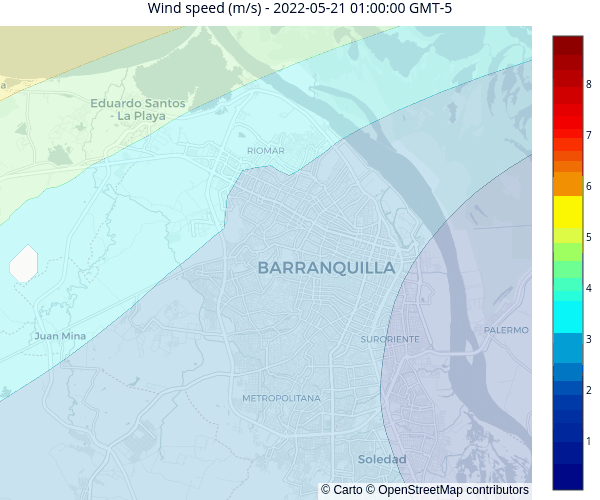 Wind speed (m/s) - 2022-05-21 01:00:00 GMT-5
a
Eduardo Santos
- La Playa
RIOMAR
BARRANQUILLA
Juan Mina
SURORIENTE
PALERMO
METROPOLITANA
Soledad
© Carto © OpenStreetMap contributors
8
7
6
5
4
3
2
1